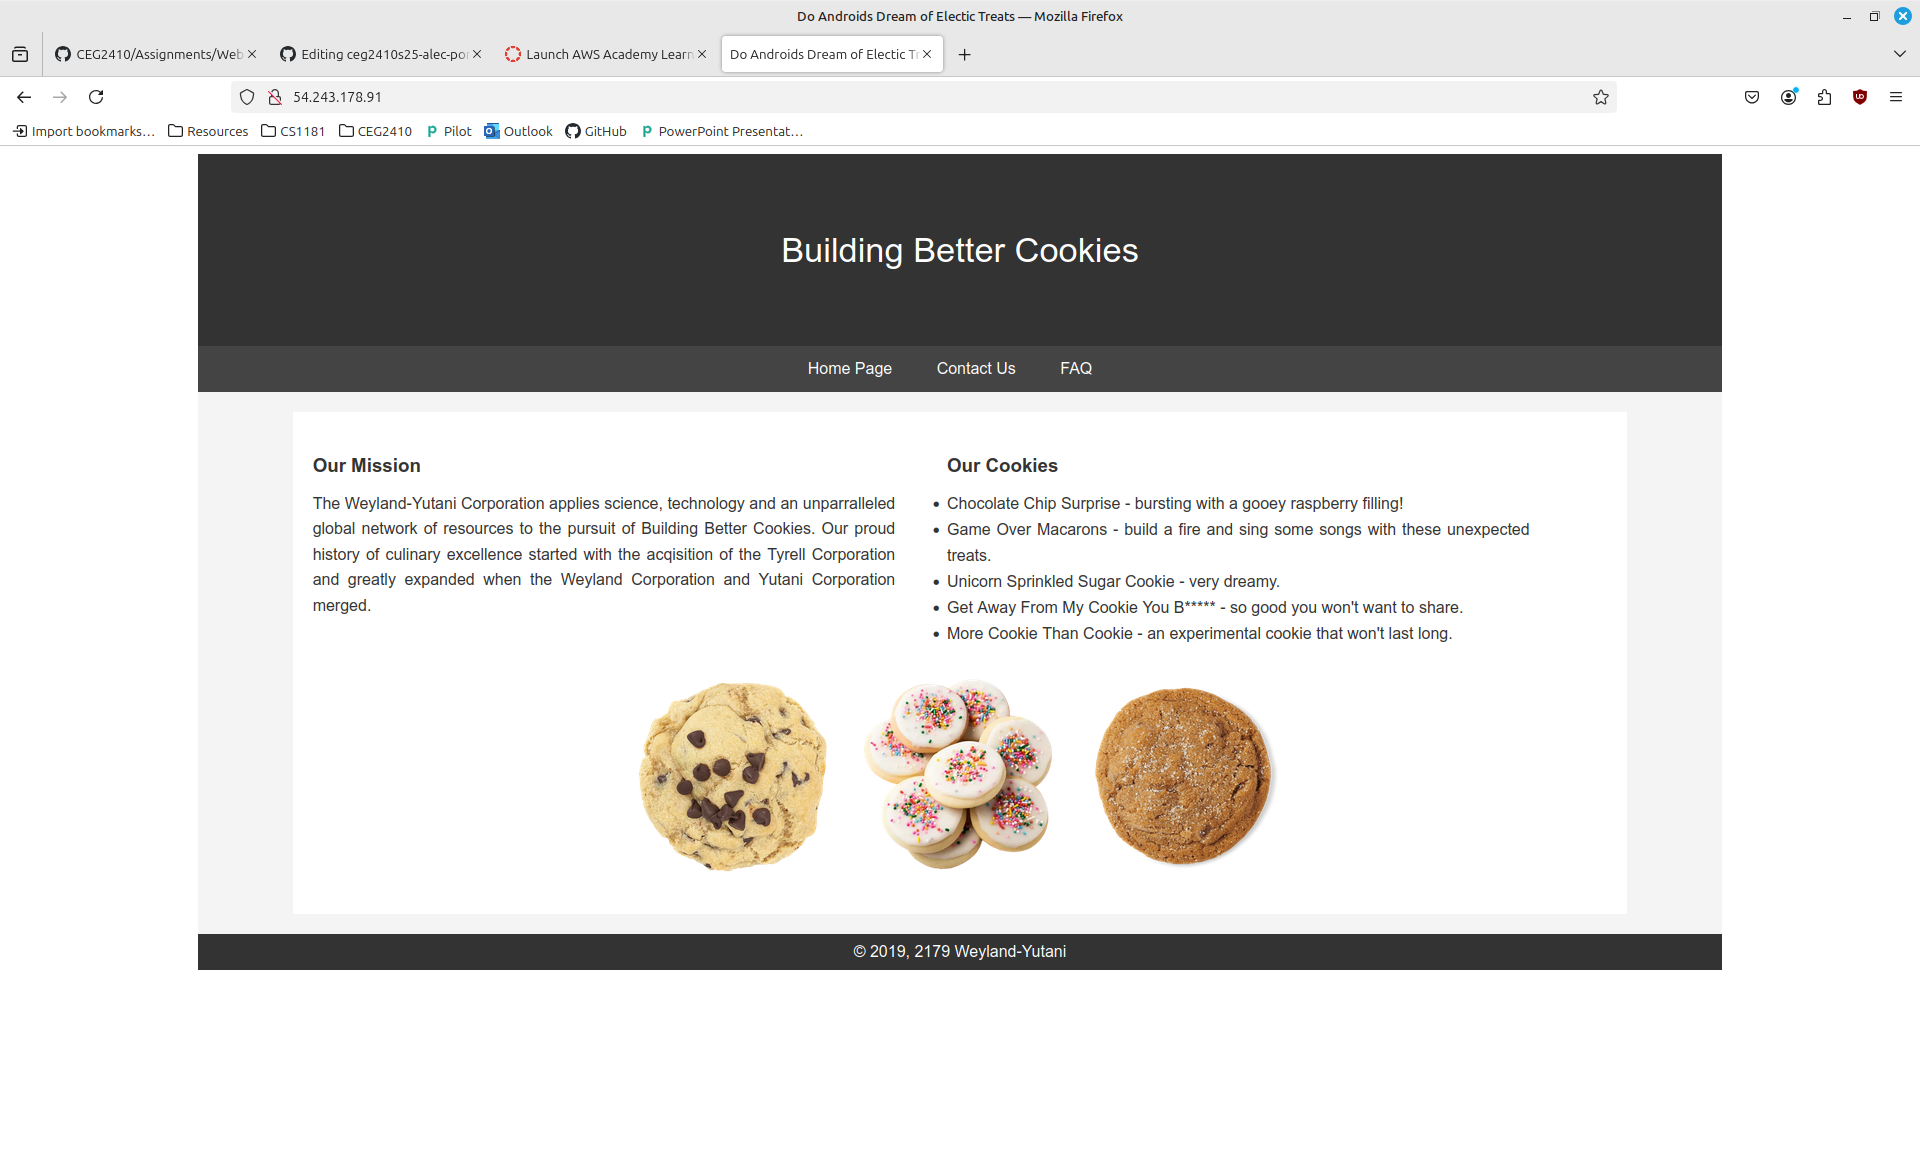 Do Androids Dream of Electic Treats — Mozilla Firefox
CEG2410/Assignments/Web
Editing ceg2410s25-alec-po
Launch AWS Academy Learn
Do Androids Dream of Electic T
54.243.178.91
Import bookmarks...
Resources
CS1181
CEG2410
Pilot
Outlook
GitHub
PowerPoint Presentat...
Building Better Cookies
Home Page
Contact Us
FAQ
Our Mission
The Weyland-Yutani Corporation applies science, technology and an unparralleled
global network of resources to the pursuit of Building Better Cookies. Our proud
history of culinary excellence started with the acqisition of the Tyrell Corporation
and greatly expanded when the Weyland Corporation and Yutani Corporation
merged.
Our Cookies
Chocolate Chip Surprise - bursting with a gooey raspberry filling!
Game Over Macarons - build a fire and sing some songs with these unexpected
treats.
Unicorn Sprinkled Sugar Cookie - very dreamy.
Get Away From My Cookie You B***** - so good you won't want to share.
More Cookie Than Cookie - an experimental cookie that won't last long.
© 2019, 2179 Weyland-Yutani